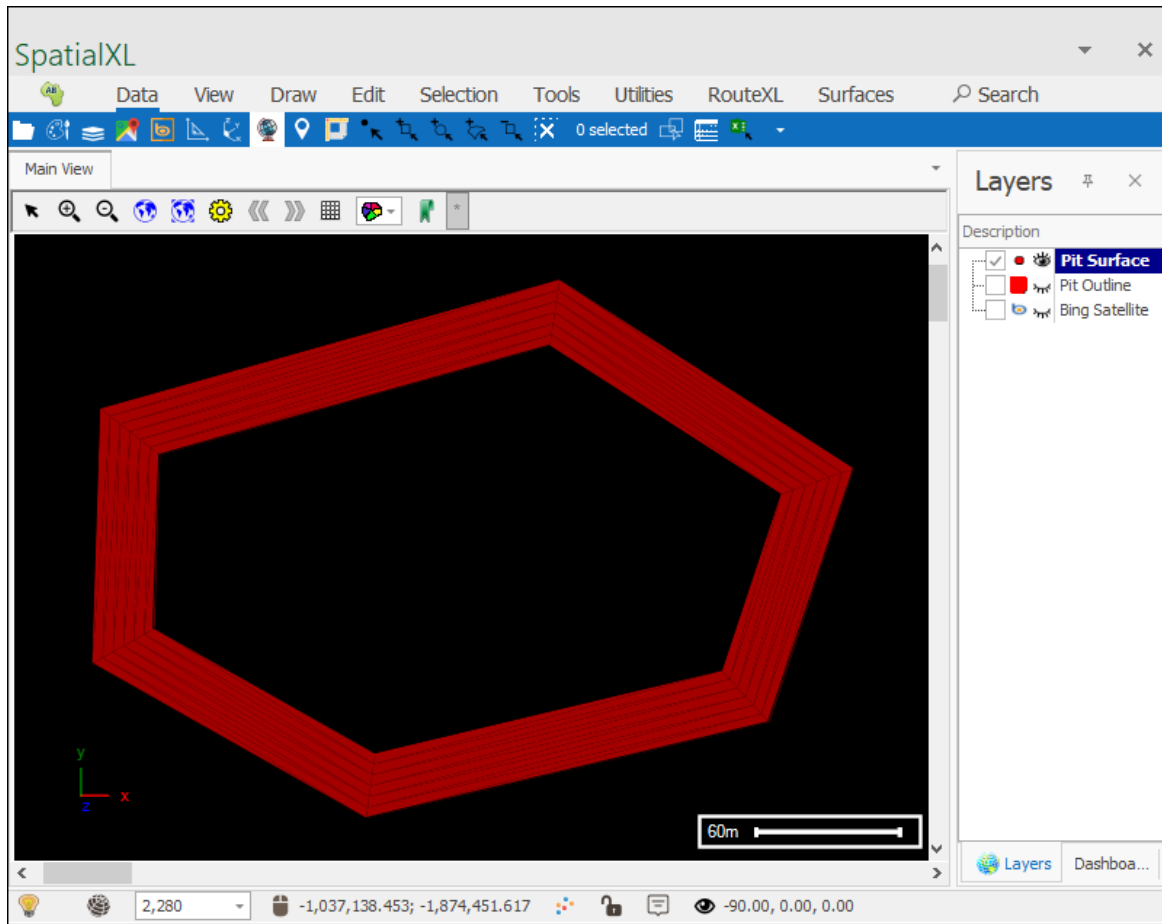 SpatialXL
AB
Data View Draw Edit Selection Tools Utilities RouteXL Surfaces Search
0 selected
Main View
Layers
*
Description
Pit Surface
Pit Outline
Bing Satellite
y
x
z
60m
Layers Dashboa...
2,280 -1,037,138.453; -1,874,451.617 -90.00, 0.00, 0.00